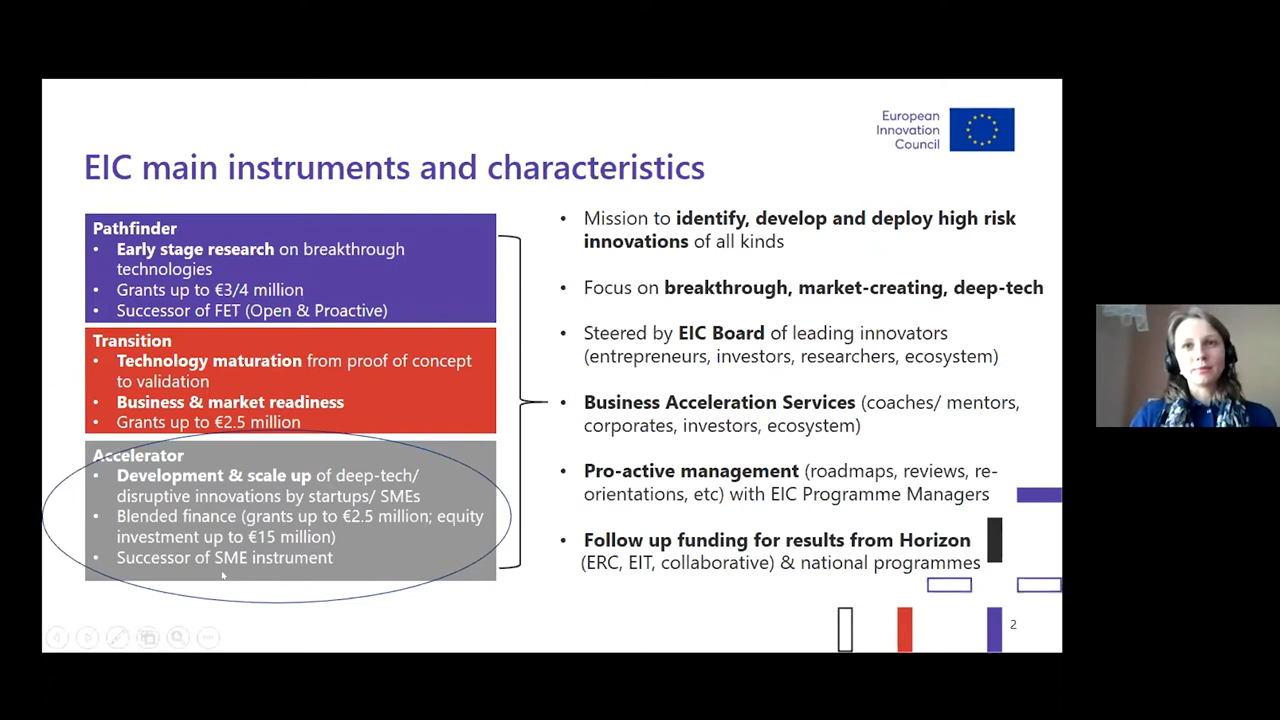 European
Innovation
Council
EIC main instruments and characteristics
Pathfinder
• Early stage research on breakthrough
technologies
• Grants up to €3/4 million
• Successor of FET (Open & Proactive)
Transition
• Technology maturation from proof of concept
to validation
• Business & market readiness
• Grants up to €2.5 million
Accelerator
• Development & scale up of deep-tech/
disruptive innovations by startups/ SMEs
• Blended finance (grants up to €2.5 million; equity
investment up to €15 million)
• Successor of SME instrument
• Mission to identify, develop and deploy high risk
innovations of all kinds
• Focus on breakthrough, market-creating, deep-tech
• Steered by EIC Board of leading innovators
(entrepreneurs, investors, researchers, ecosystem)
• Business Acceleration Services (coaches/ mentors,
corporates, investors, ecosystem)
• Pro-active management (roadmaps, reviews, re-
orientations, etc) with EIC Programme Managers
• Follow up funding for results from Horizon
(ERC, EIT, collaborative) & national programmes
2